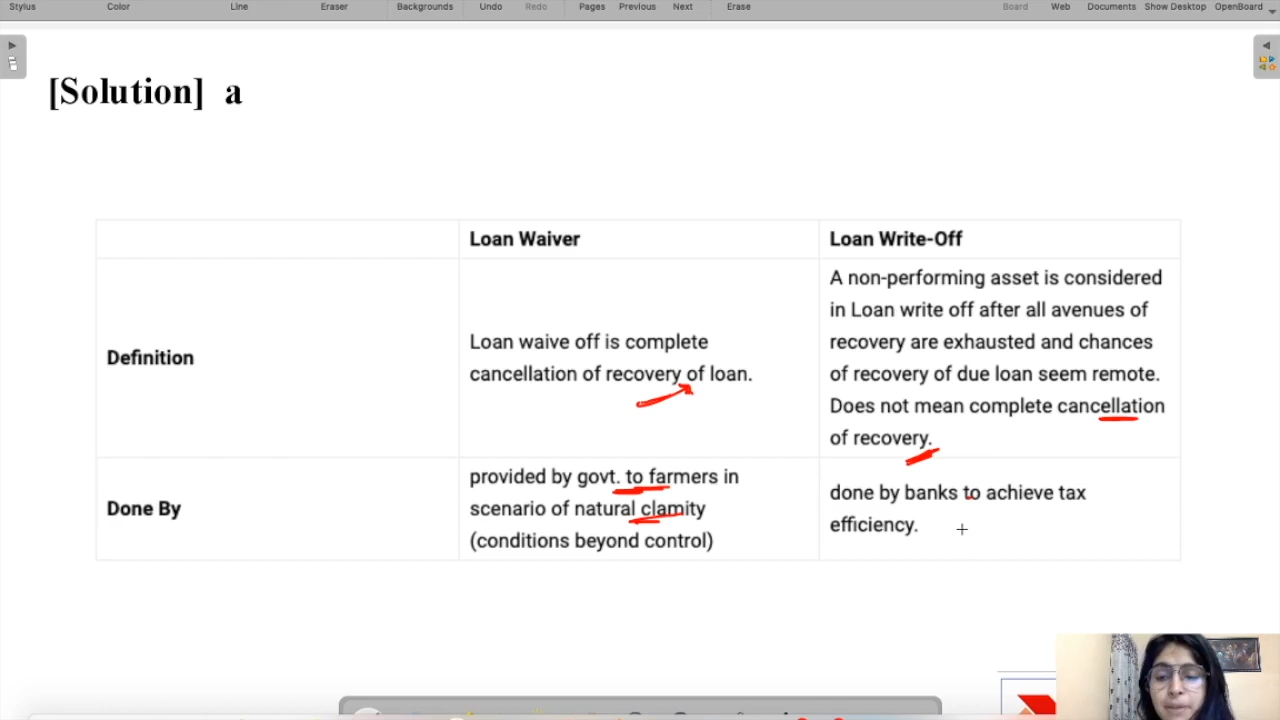 Stylus Color Line Eraser Backgrounds Undo Redo Pages Previous Next Erase Board Web Documents Show Desktop OpenBoard
[Solution] a
Loan Waiver Loan Write-Off
Definition
Loan waive off is complete
cancellation of recovery of loan.
A non-performing asset is considered
in Loan write off after all avenues of
recovery are exhausted and chances
of recovery of due loan seem remote.
Does not mean complete cancellation
of recovery.
Done By
provided by govt. to farmers in
scenario of natural clamity
(conditions beyond control)
done by banks to achieve tax
efficiency.